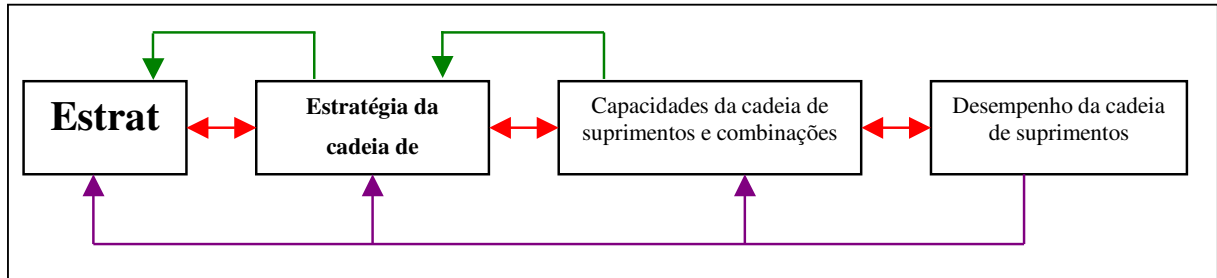 Estrat
Estratégia da
cadeia de
Capacidades da cadeia de
suprimentos e combinações
Desempenho da cadeia
de suprimentos